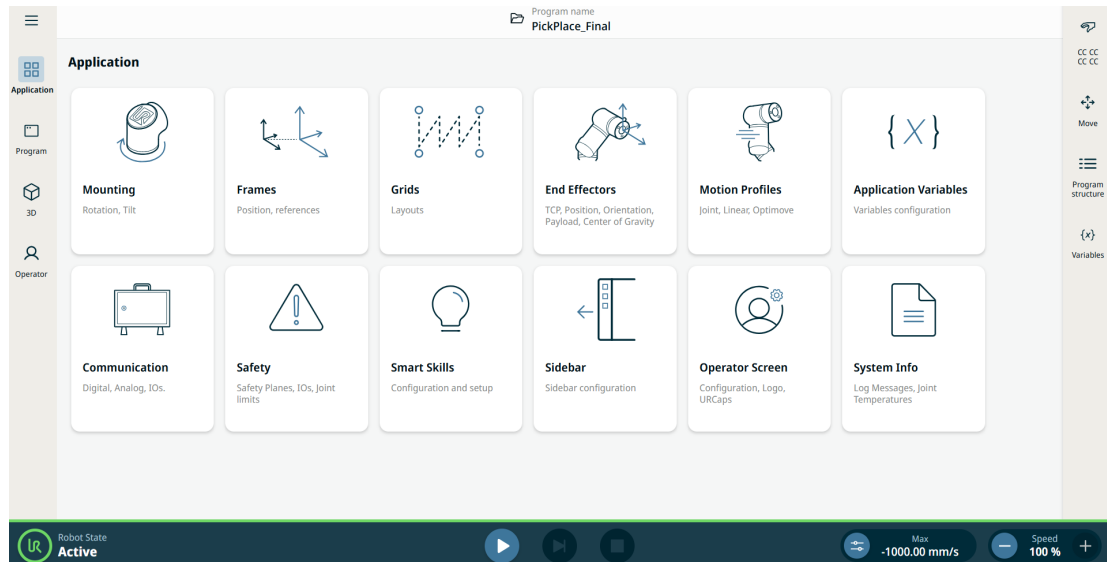 Program name
PickPlace_Final
Application
Program
3D
Operator
Application
Mounting
Rotation, Tilt
Frames
Position, references
Grids
Layouts
End Effectors
TCP, Position, Orientation,
Payload, Center of Gravity
Motion Profiles
Joint, Linear, Optimove
{X}
Application Variables
Variables configuration
Communication
Digital, Analog, IOs.
Safety
Safety Planes, IOs, Joint
limits
Smart Skills
Configuration and setup
Sidebar
Sidebar configuration
Operator Screen
Configuration, Logo,
URCaps
System Info
Log Messages, Joint
Temperatures
CC CC
CC CC
Move
Program
structure
{x}
Variables
UR
Robot State
Active
Max
-1000.00 mm/s
Speed
100 %